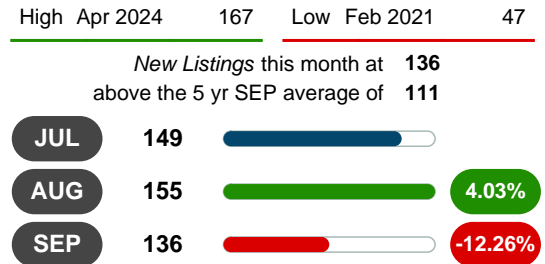 High Apr 2024 167 Low Feb 2021 47
New Listings this month at 136
above the 5 yr SEP average of 111
JUL 149
AUG 155 4.03%
SEP 136 -12.26%